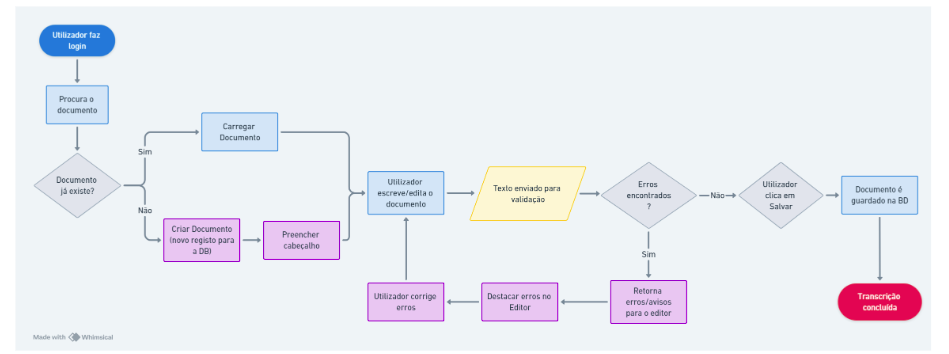 Utilizador faz
login
Procura o
documento
Documento
já existo?
Sim
Não
Carregar
Documento
Criar Documento
(novo registo para
a DB)
Preencher
cabeçalho
Utilizador
escreve/edita o
documento
Texto enviado para
validação
Erros
encontrados
?
Não
Sim
Utilizador
clica em
Salvar
Documento é
guardado na BD
Transcrição
concluída
Retorna
erros/avisos
para o editor
Destacar erros no
Editor
Utilizador corrige
erros
Made with Whimsical